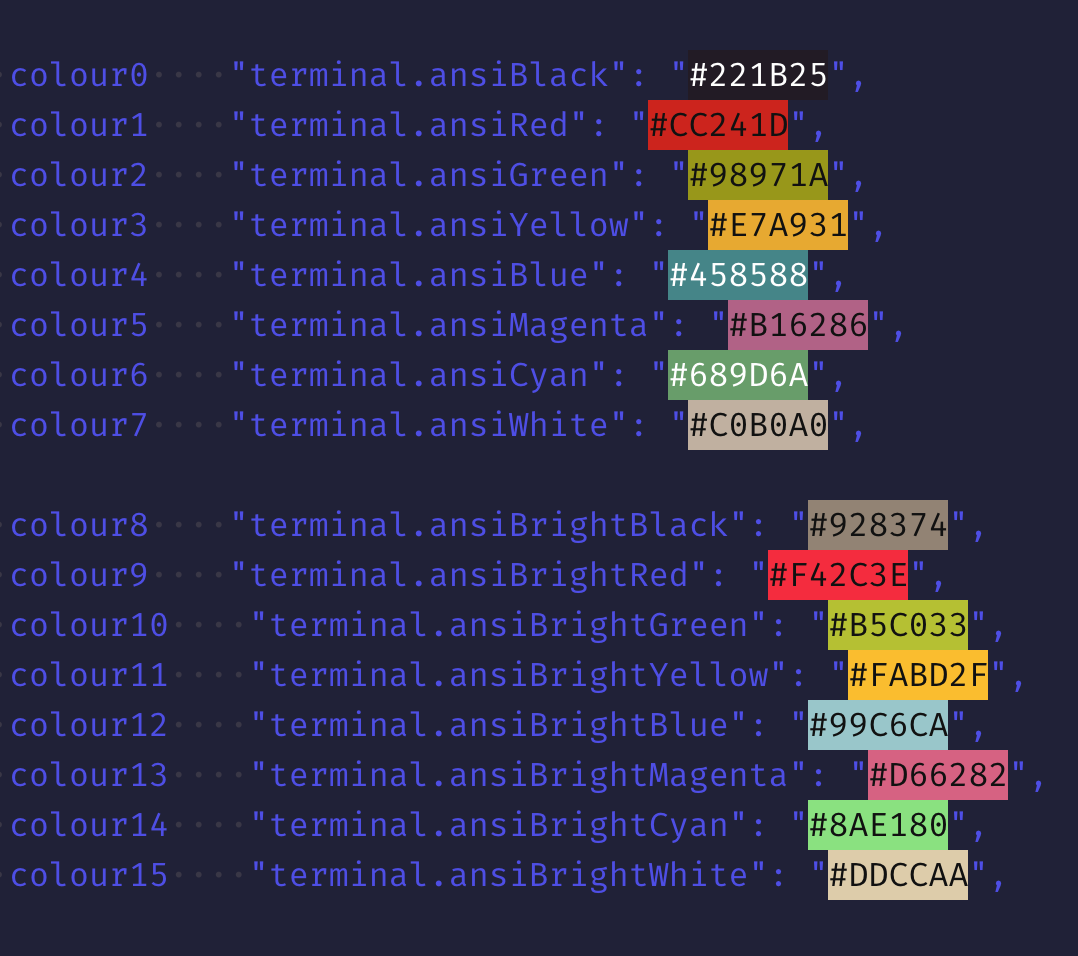 colour0    "terminal.ansiBlack": "#221B25",
colour1    "terminal.ansiRed": "#CC241D",
colour2    "terminal.ansiGreen": "#98971A",
colour3    "terminal.ansiYellow": "#E7A931",
colour4    "terminal.ansiBlue": "#458588",
colour5    "terminal.ansiMagenta": "#B16286",
colour6    "terminal.ansiCyan": "#689D6A",
colour7    "terminal.ansiWhite": "#C0B0A0",
colour8    "terminal.ansiBrightBlack": "#928374",
colour9    "terminal.ansiBrightRed": "#F42C3E",
colour10    "terminal.ansiBrightGreen": "#B5C033",
colour11    "terminal.ansiBrightYellow": "#FABD2F",
colour12    "terminal.ansiBrightBlue": "#99C6CA",
colour13    "terminal.ansiBrightMagenta": "#D66282",
colour14    "terminal.ansiBrightCyan": "#8AE180",
colour15    "terminal.ansiBrightWhite": "#DDCCAA",